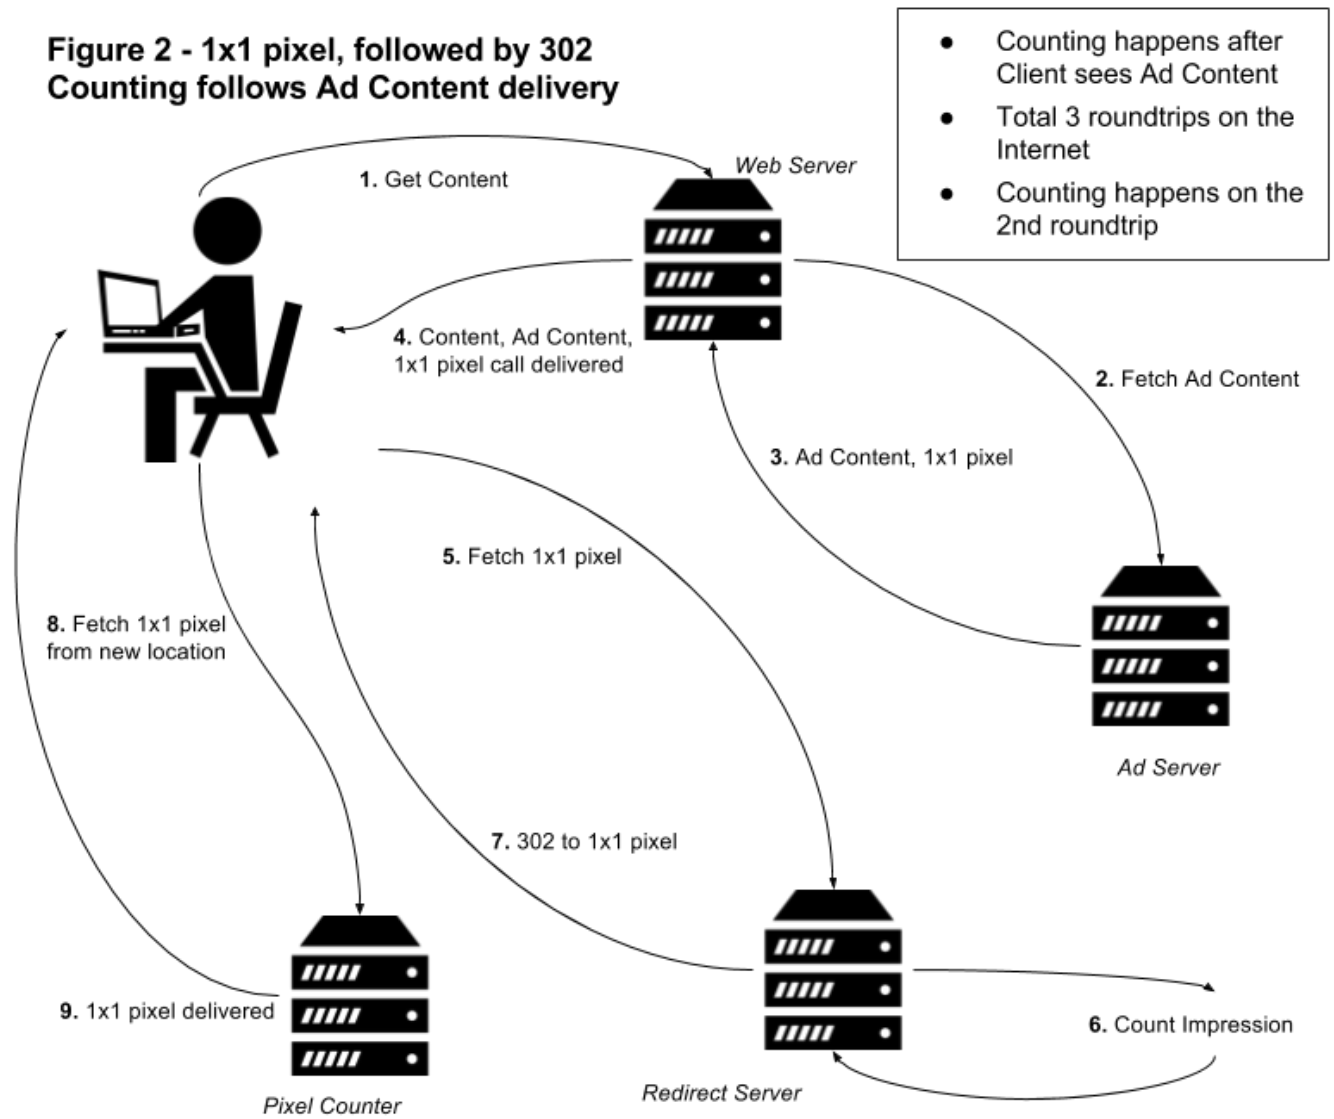 Figure 2 - 1x1 pixel, followed by 302
Counting follows Ad Content delivery
● Counting happens after
Client sees Ad Content
● Total 3 roundtrips on the
Internet
● Counting happens on the
2nd roundtrip
Web Server
1. Get Content
4. Content, Ad Content,
1x1 pixel call delivered
2. Fetch Ad Content
3. Ad Content, 1x1 pixel
5. Fetch 1x1 pixel
8. Fetch 1x1 pixel
from new location
Ad Server
7. 302 to 1x1 pixel
9. 1x1 pixel delivered
6. Count Impression
Redirect Server
Pixel Counter